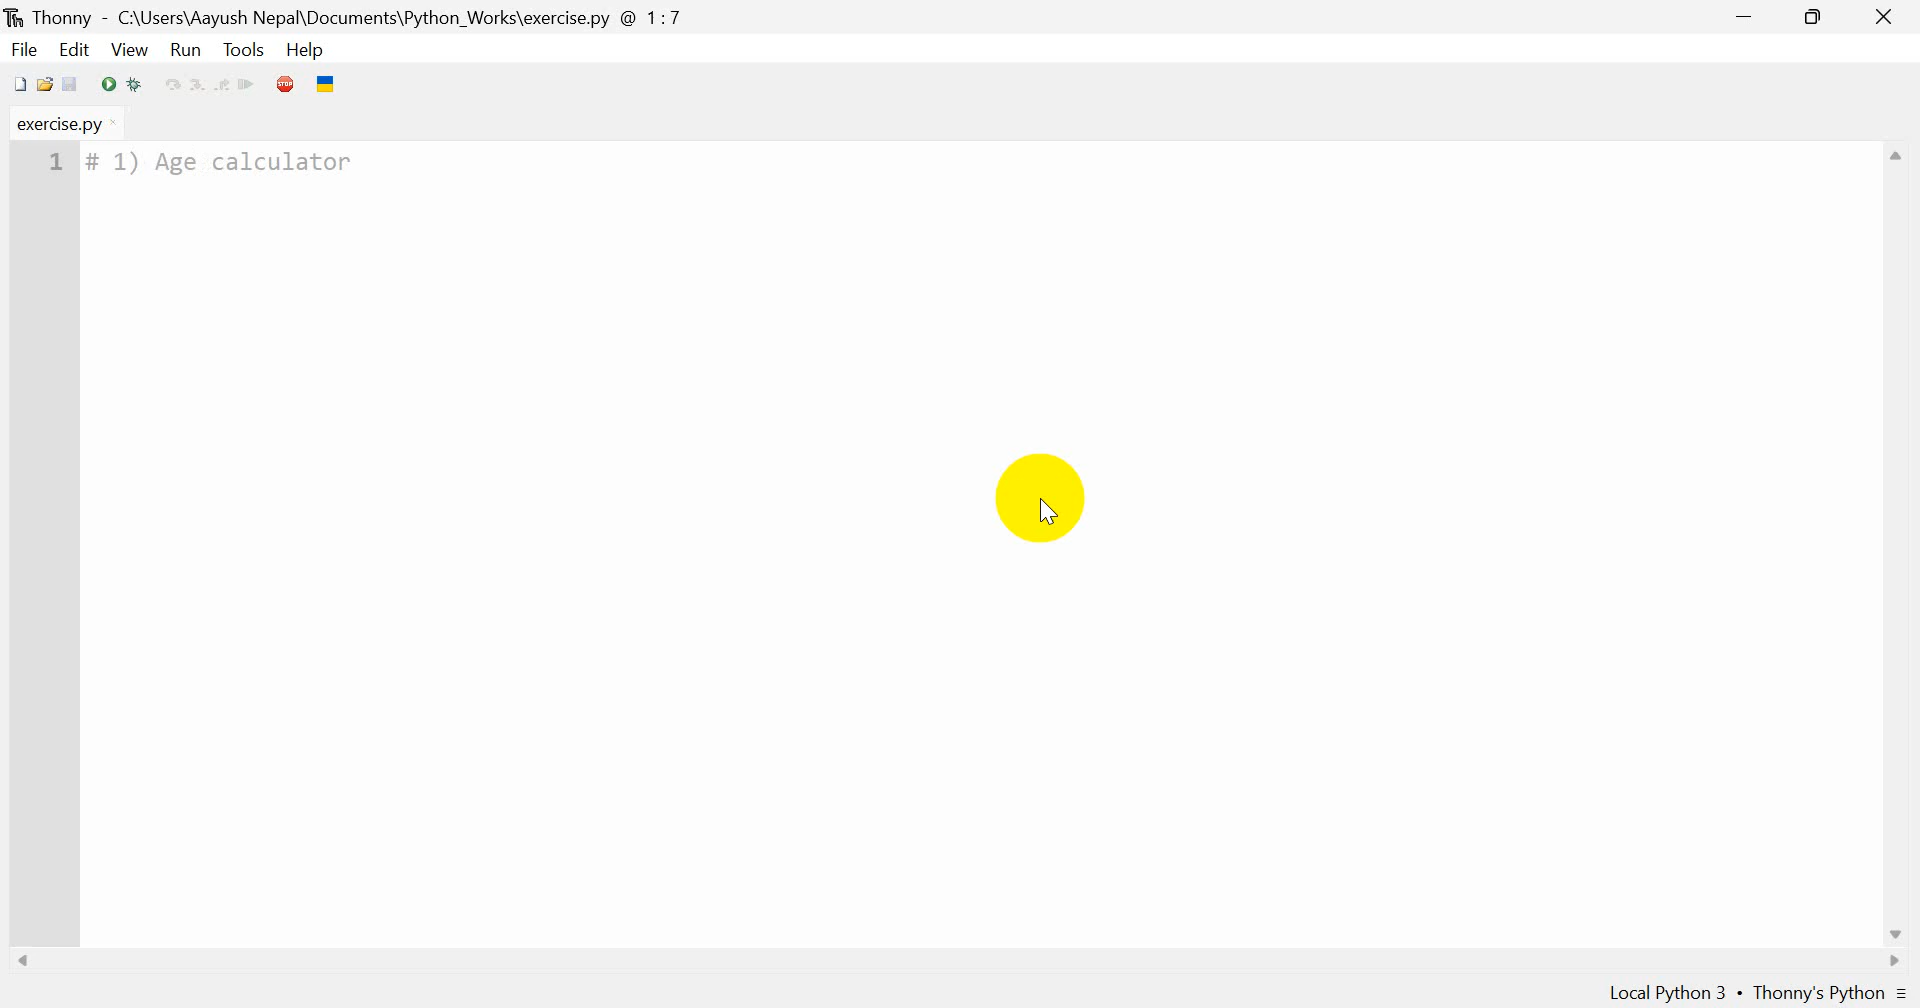 Thonny - C:\Users\Aayush Nepal\Documents\Python_Works\exercise.py @ 1 : 7
File Edit View Run Tools Help
STOP
exercise.py
1 # 1) Age calculator
Local Python 3 • Thonny's Python ≡